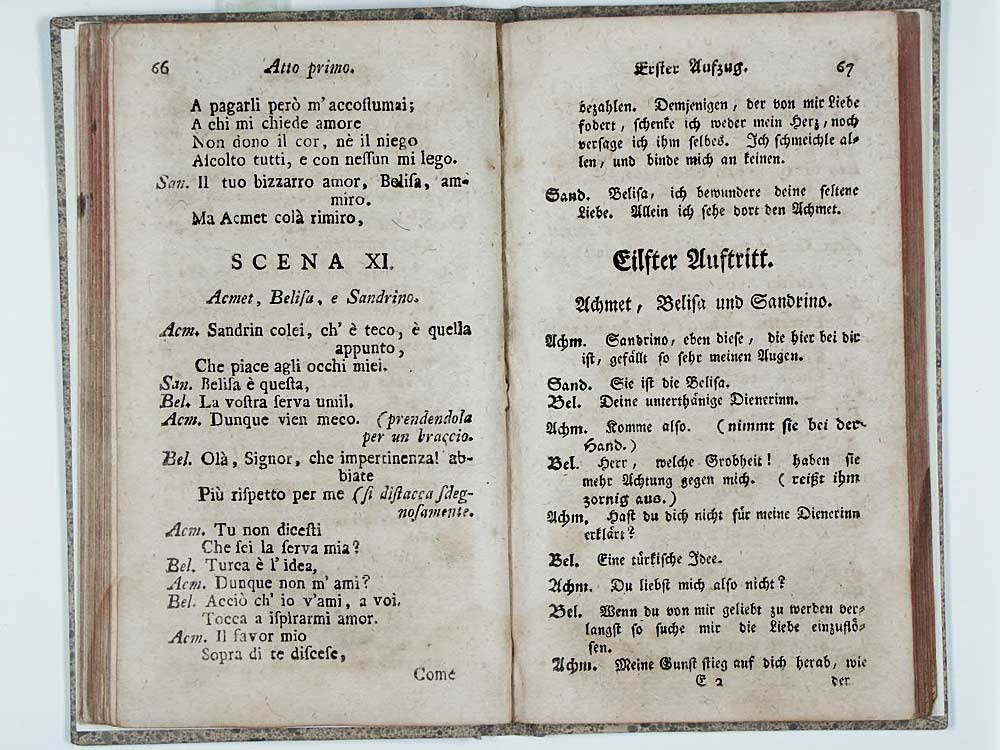 66 Atto primo.
A pagarli però m'accoſtumai;
A chi mi chiede amore
Non dono il cor, nè il niego
Aſcolto tutti, e con neſſun mi lego.
San. Il tuo bizzarro amor, Beliſa, am-
miro.
Ma Acmet colà rimiro,
SCENA XI.
Acmet, Beliſa, e Sandrino.
Acm. Sandrin colei, ch' è teco, è quella
appunto,
Che piace agli occhi miei.
San. Beliſa è queſta,
Bel. La voſtra ſerva umil.
Acm. Dunque vien meco. (prendendola
per un braccio.
Bel. Olà, Signor, che impertinenza! ab-
biate
Più riſpetto per me (ſi diſtacca ſdeg-
noſamente.
Acm. Tu non diceſti
Che ſei la ſerva mia?
Bel. Turca è l'idea,
Acm. Dunque non m' ami?
Bel. Acciò ch' io v'ami, a voi.
Tocca a iſpirarmi amor.
Acm. Il favor mio
Sopra di te diſceſe,
Come
Erſter Aufzug. 67
bezahlen. Demjenigen, der von mir Liebe
fodert, ſchenke ich weder mein Herz, noch
verſage ich ihm ſelbes. Ich ſchmeichle al-
len, und binde mich an keinen.
Sand. Beliſa, ich bewundere deine ſeltene
Liebe. Allein ich ſehe dort den Achmet.
Eilfter Auftritt.
Achmet, Beliſa und Sandrino.
Achm. Sandrino, eben dieſe, die hier bei dir
iſt, gefällt ſo ſehr meinen Augen.
Sand. Sie iſt die Beliſa.
Bel. Deine unterthänige Dienerinn.
Achm. Komme alſo. (nimmt ſie bei der
Hand.)
Bel. Herr, welche Grobheit! haben ſie
mehr Achtung gegen mich. (reißt ihm
zornig aus.)
Achm. Haſt du dich nicht für meine Dienerinn
erklärt?
Bel. Eine türkiſche Idee.
Achm. Du liebſt mich alſo nicht?
Bel. Wenn du von mir geliebt zu werden ver-
langſt ſo ſuche mir die Liebe einzuflö-
ſen.
Achm. Meine Gunſt ſtieg auf dich herab, wie
E 2 der